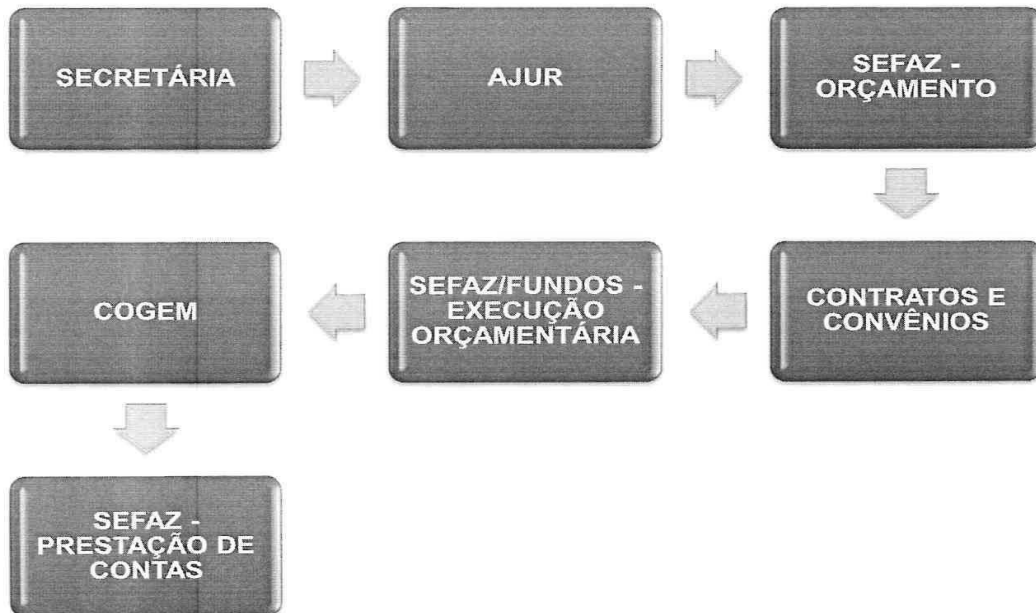 SECRETÁRIA
AJUR
SEFAZ -
ORÇAMENTO
CONTRATOS E
CONVÊNIOS
SEFAZ/FUNDOS -
EXECUÇÃO
ORÇAMENTÁRIA
COGEM
SEFAZ -
PRESTAÇÃO DE
CONTAS